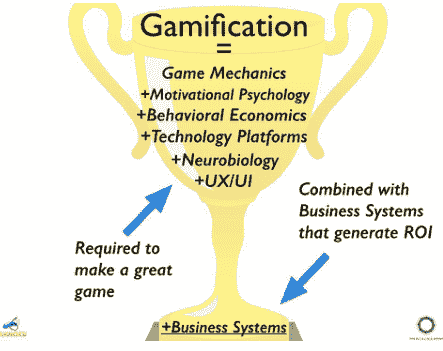 Gamification
=
Game Mechanics
+Motivational Psychology
+Behavioral Economics
+Technology Platforms
+Neurobiology
+UX/UI
Combined with
Business Systems
that generate ROI
Required to
make a great
game
+Business Systems